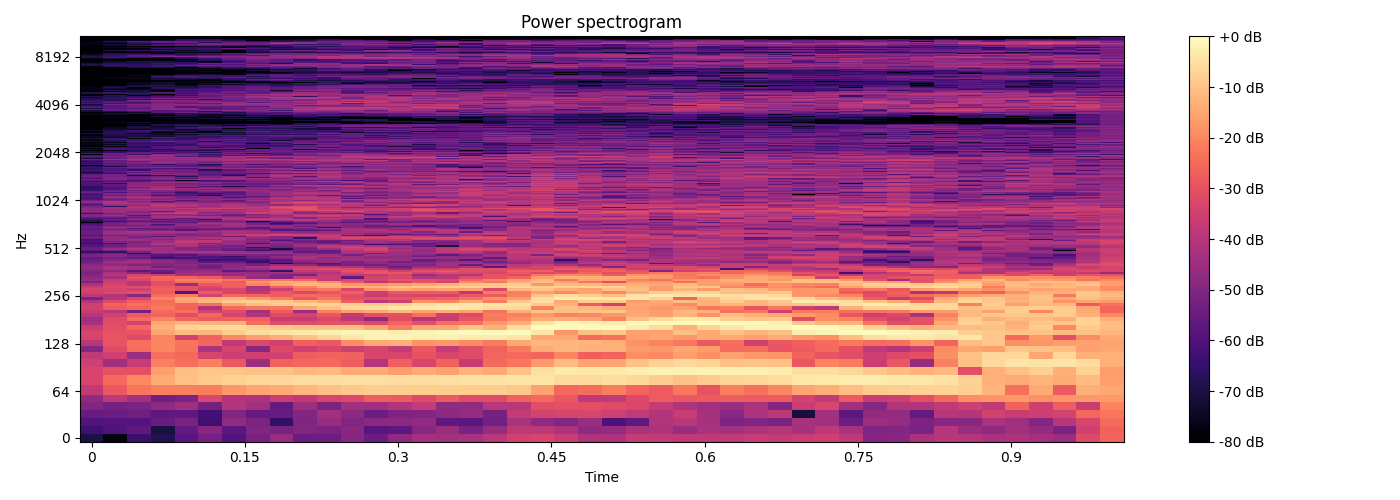 Power spectrogram
Hz
8192
4096
2048
1024
512
256
128
64
0
0 0.15 0.3 0.45 0.6 0.75 0.9
Time
+0 dB
-10 dB
-20 dB
-30 dB
-40 dB
-50 dB
-60 dB
-70 dB
-80 dB